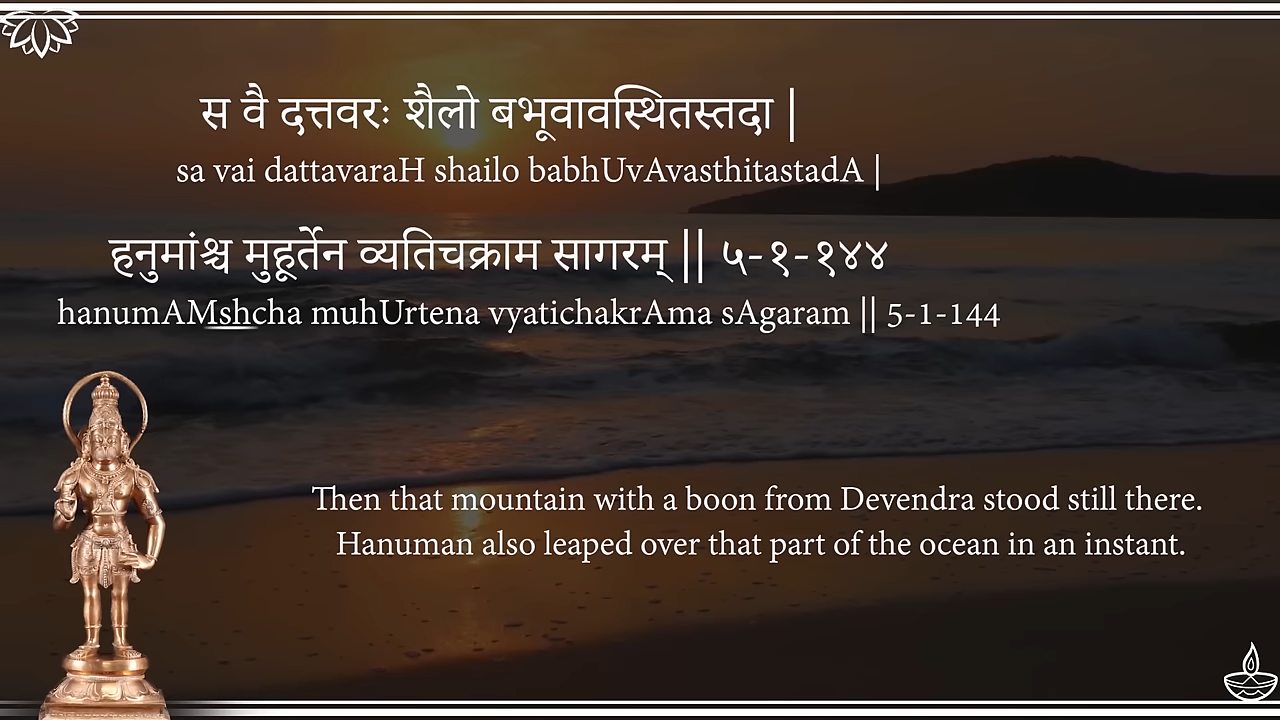 स वै दत्तवरः शैलो बभूवावस्थितस्तदा |
sa vai dattavaraH shailo babhUvAvasthitastadA |
हनुमांश्च मुहूर्तेन व्यतिचक्राम सागरम् || ५-१-१४४
hanumAMshcha muhUrtena vyatichakrAma sAgaram || 5-1-144
Then that mountain with a boon from Devendra stood still there.
Hanuman also leaped over that part of the ocean in an instant.